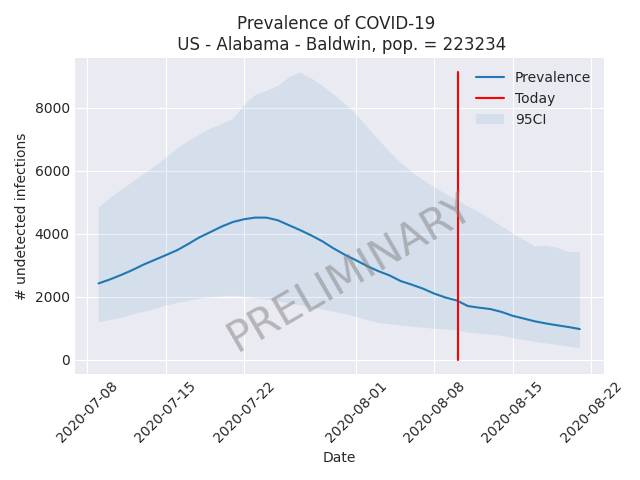 Prevalence of COVID-19
US - Alabama - Baldwin, pop. = 223234
# undetected infections
8000
6000
4000
2000
0
Prevalence
Today
95CI
PRELIMINARY
2020-07-08
2020-07-15
2020-07-22
2020-08-01
2020-08-08
2020-08-15
2020-08-22
Date